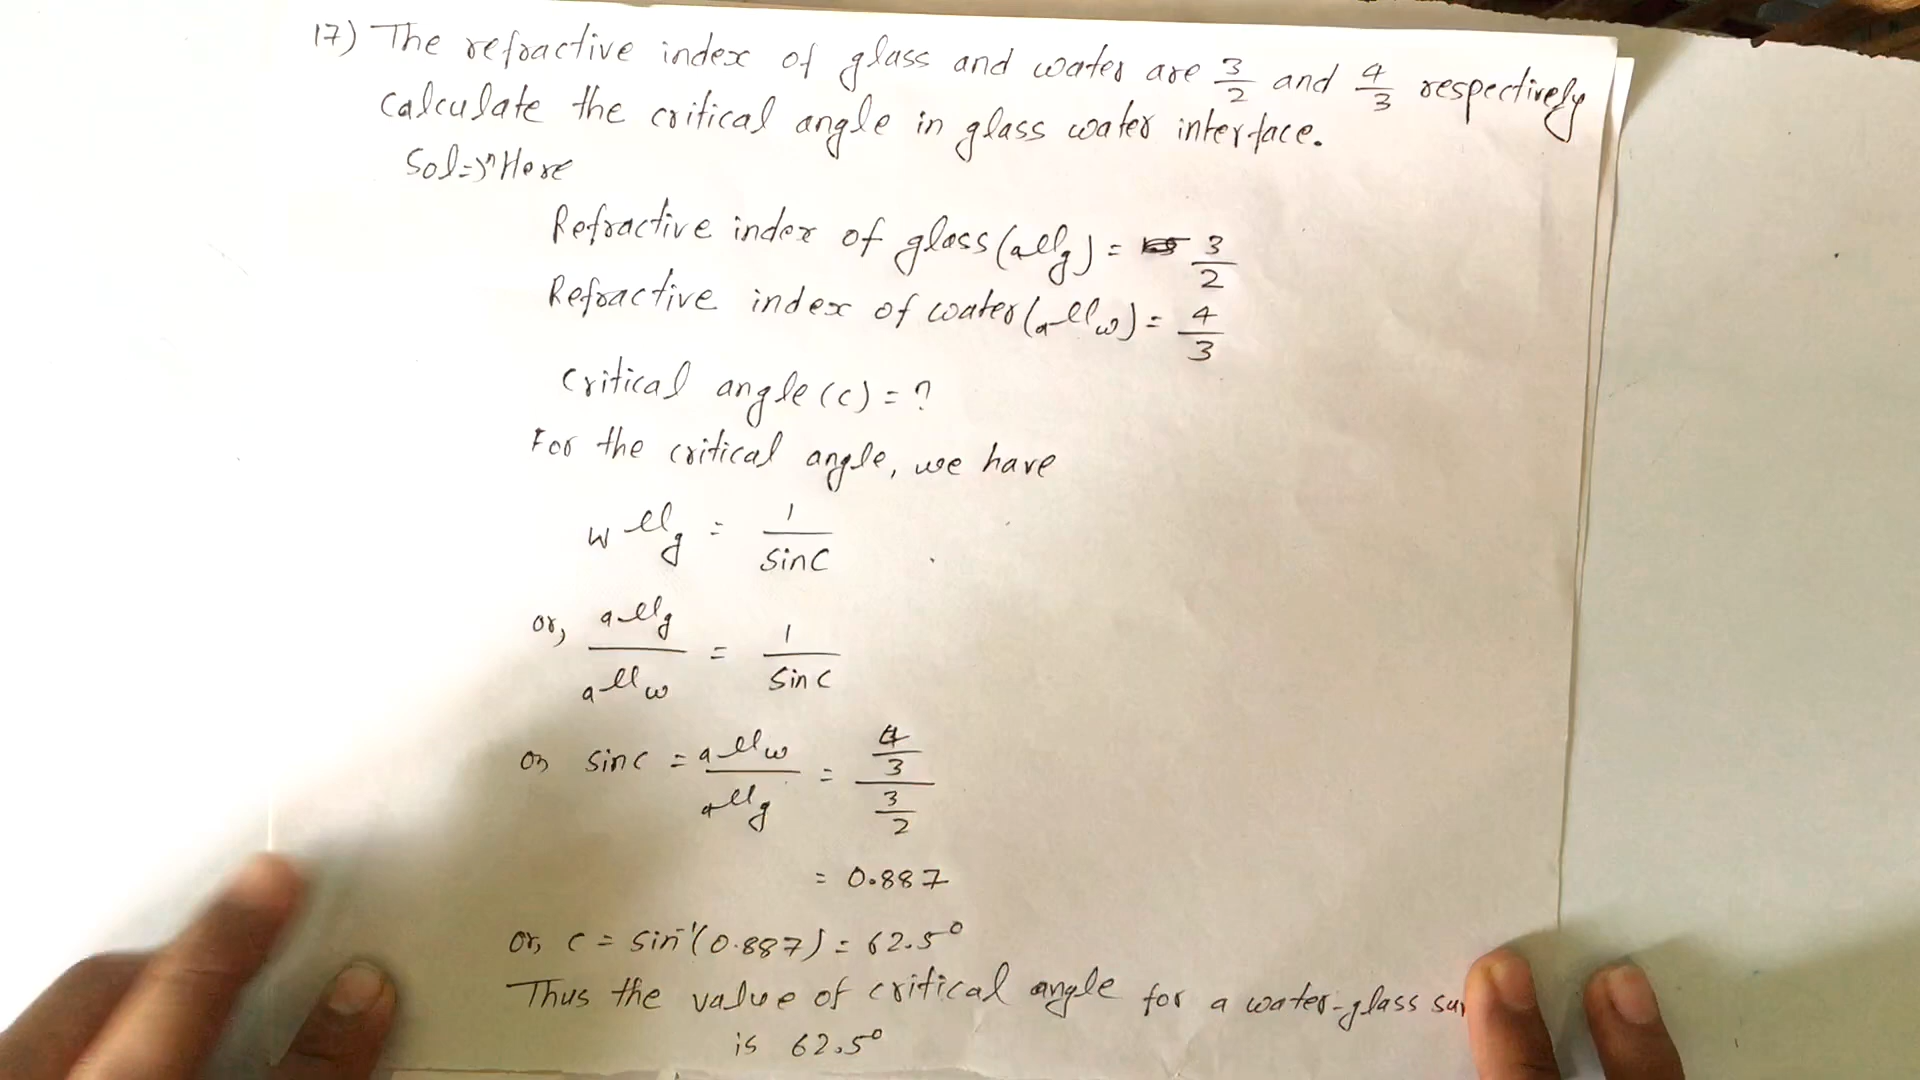 17) The refractive index of glass and water are 3/2 and 4/3 respectively
calculate the critical angle in glass water interface.
Sol=>ⁿ Here
Refractive index of glass (aμg) = 3/2
Refractive index of water (aμw) = 4/3
Critical angle (c) = ?
For the critical angle, we have
wμg = 1/sinC
or, aμg/aμw = 1/sin C
or sinc = aμw/aμg = (4/3)/(3/2)
= 0.887
or, c = sin⁻¹(0.887) = 62.5°
Thus the value of critical angle for a water-glass sur
is 62.5°